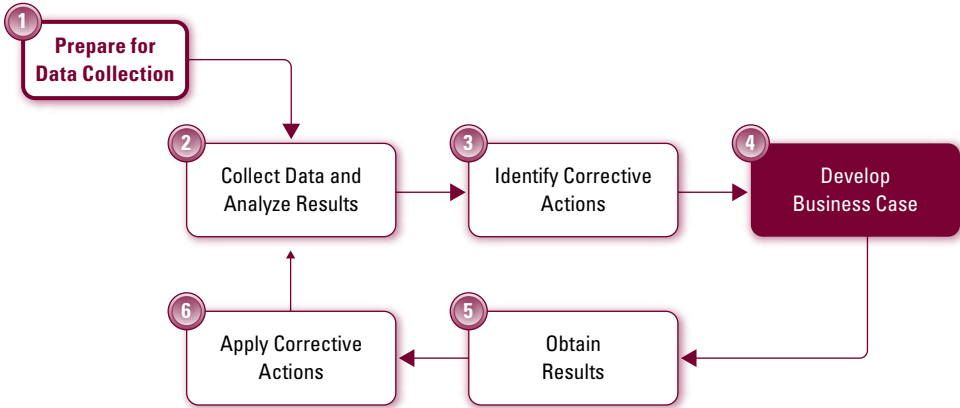 1
Prepare for
Data Collection
2
Collect Data and
Analyze Results
3
Identify Corrective
Actions
4
Develop
Business Case
6
Apply Corrective
Actions
5
Obtain
Results